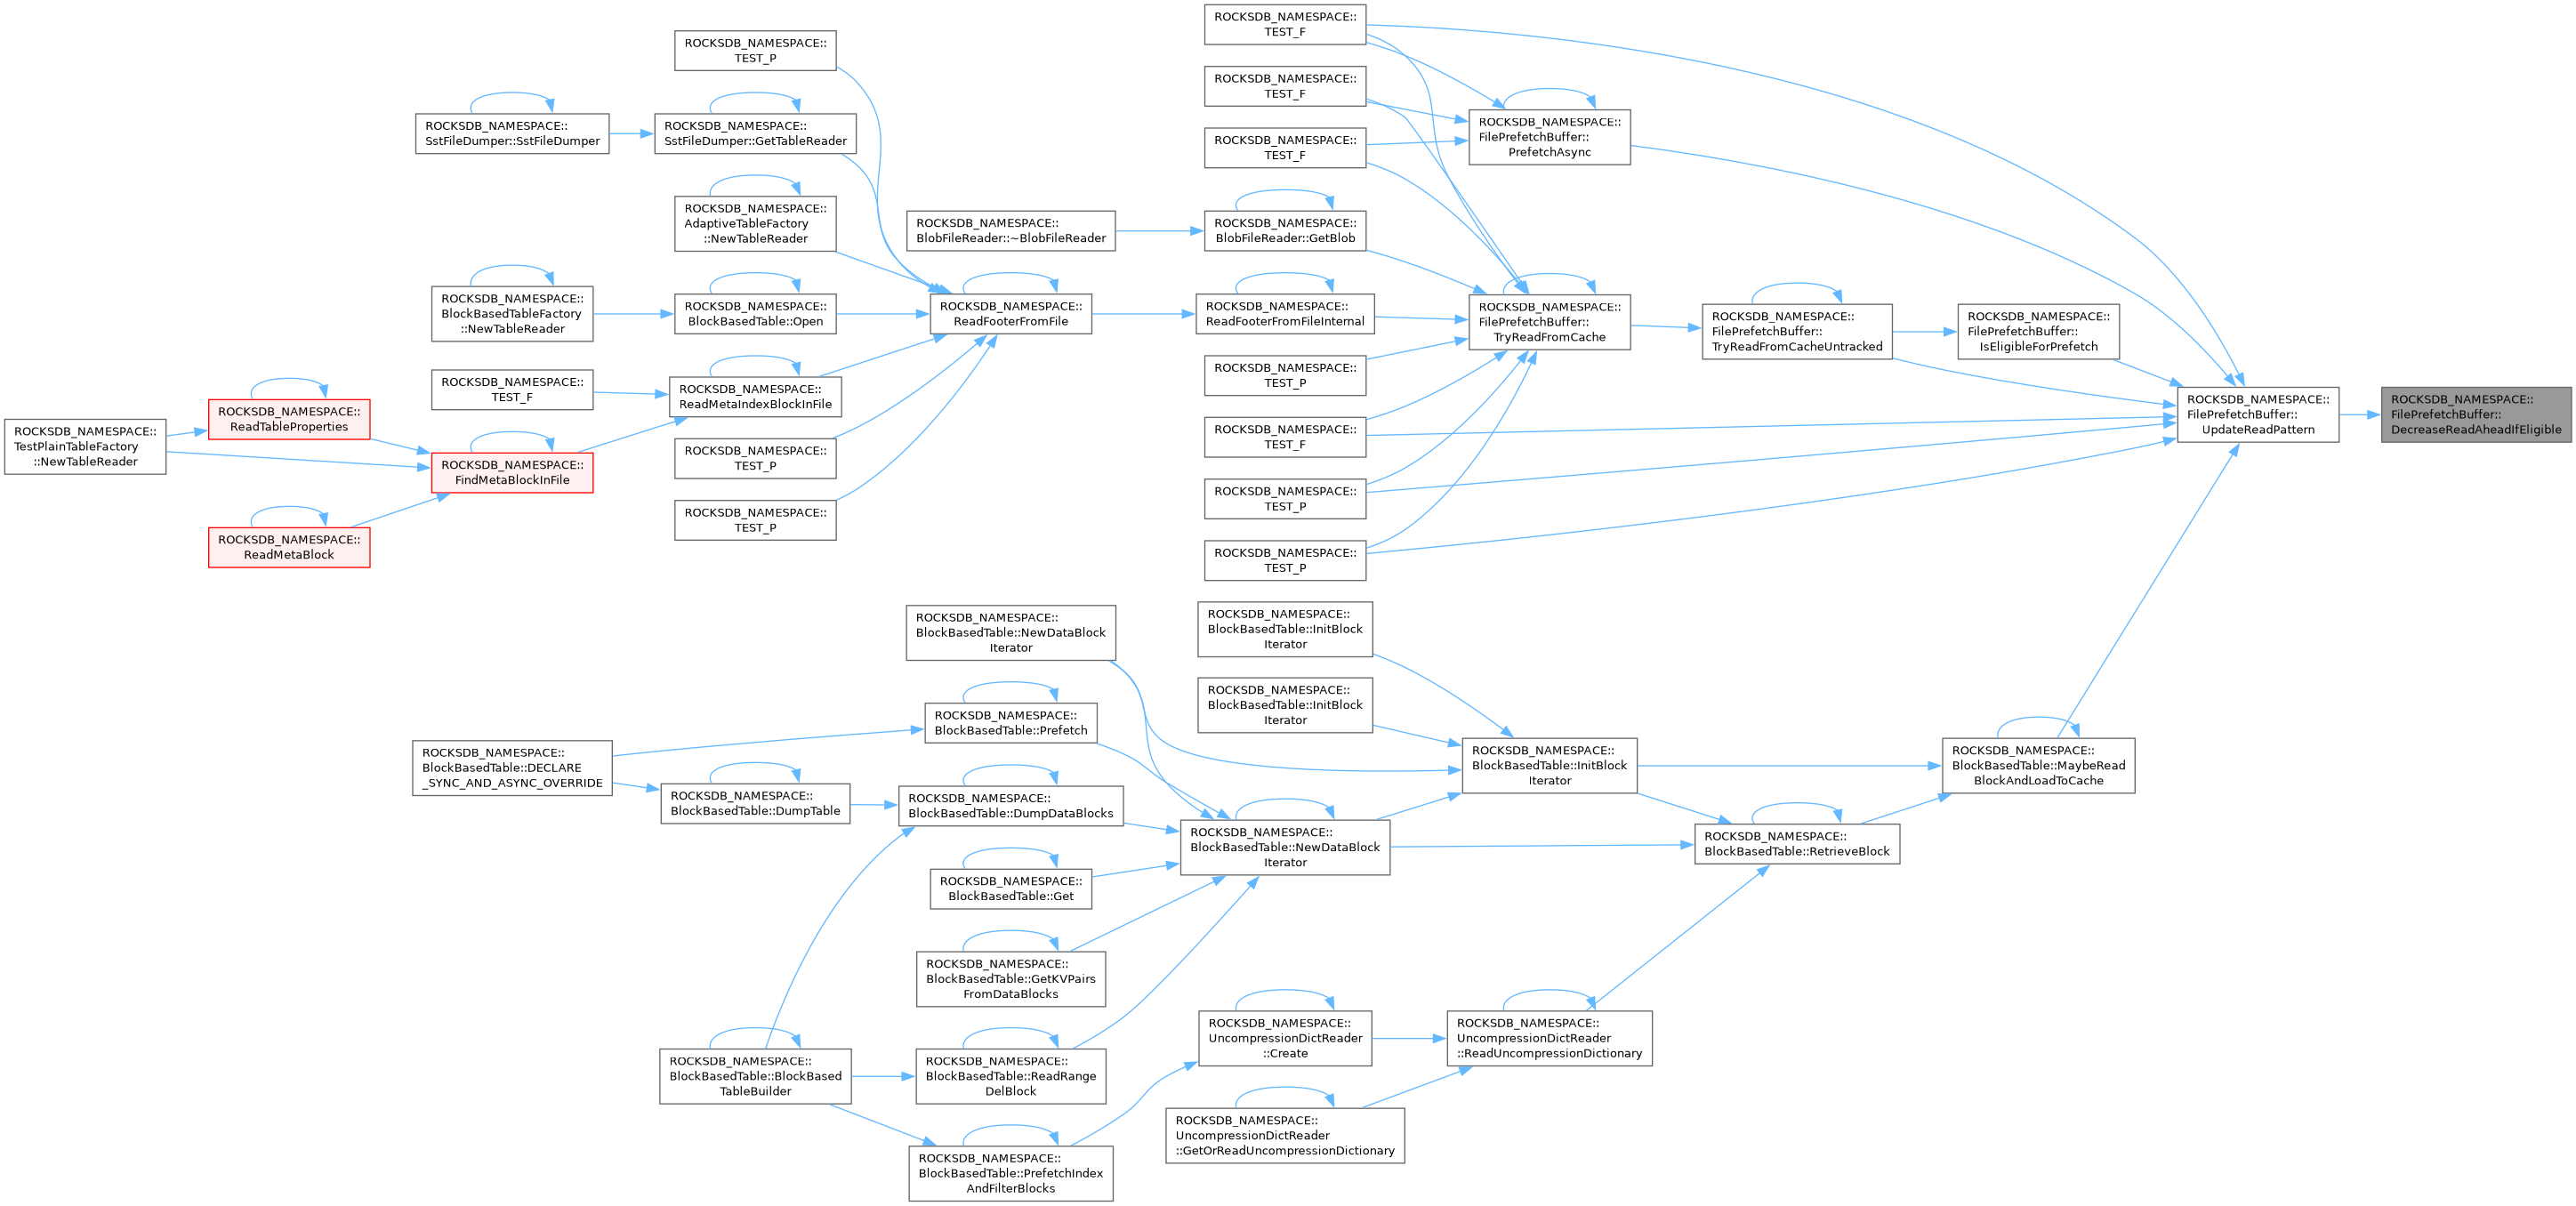 ROCKSDB_NAMESPACE::
TEST_F
ROCKSDB_NAMESPACE::
TEST_P
ROCKSDB_NAMESPACE::
TEST_F
ROCKSDB_NAMESPACE::
SstFileDumper::SstFileDumper
ROCKSDB_NAMESPACE::
SstFileDumper::GetTableReader
ROCKSDB_NAMESPACE::
FilePrefetchBuffer::
PrefetchAsync
ROCKSDB_NAMESPACE::
TEST_F
ROCKSDB_NAMESPACE::
AdaptiveTableFactory
::NewTableReader
ROCKSDB_NAMESPACE::
BlobFileReader::~BlobFileReader
ROCKSDB_NAMESPACE::
BlobFileReader::GetBlob
ROCKSDB_NAMESPACE::
BlockBasedTableFactory
::NewTableReader
ROCKSDB_NAMESPACE::
BlockBasedTable::Open
ROCKSDB_NAMESPACE::
ReadFooterFromFile
ROCKSDB_NAMESPACE::
ReadFooterFromFileInternal
ROCKSDB_NAMESPACE::
FilePrefetchBuffer::
TryReadFromCache
ROCKSDB_NAMESPACE::
FilePrefetchBuffer::
TryReadFromCacheUntracked
ROCKSDB_NAMESPACE::
FilePrefetchBuffer::
IsEligibleForPrefetch
ROCKSDB_NAMESPACE::
TEST_P
ROCKSDB_NAMESPACE::
TEST_F
ROCKSDB_NAMESPACE::
ReadMetaIndexBlockInFile
ROCKSDB_NAMESPACE::
FilePrefetchBuffer::
UpdateReadPattern
ROCKSDB_NAMESPACE::
FilePrefetchBuffer::
DecreaseReadAheadIfEligible
ROCKSDB_NAMESPACE::
ReadTableProperties
ROCKSDB_NAMESPACE::
TestPlainTableFactory
::NewTableReader
ROCKSDB_NAMESPACE::
TEST_F
ROCKSDB_NAMESPACE::
TEST_P
ROCKSDB_NAMESPACE::
FindMetaBlockInFile
ROCKSDB_NAMESPACE::
TEST_P
ROCKSDB_NAMESPACE::
TEST_P
ROCKSDB_NAMESPACE::
ReadMetaBlock
ROCKSDB_NAMESPACE::
TEST_P
ROCKSDB_NAMESPACE::
BlockBasedTable::NewDataBlock
Iterator
ROCKSDB_NAMESPACE::
BlockBasedTable::InitBlock
Iterator
ROCKSDB_NAMESPACE::
BlockBasedTable::InitBlock
Iterator
ROCKSDB_NAMESPACE::
BlockBasedTable::Prefetch
ROCKSDB_NAMESPACE::
BlockBasedTable::DECLARE
_SYNC_AND_ASYNC_OVERRIDE
ROCKSDB_NAMESPACE::
BlockBasedTable::InitBlock
Iterator
ROCKSDB_NAMESPACE::
BlockBasedTable::MaybeRead
BlockAndLoadToCache
ROCKSDB_NAMESPACE::
BlockBasedTable::DumpTable
ROCKSDB_NAMESPACE::
BlockBasedTable::DumpDataBlocks
ROCKSDB_NAMESPACE::
BlockBasedTable::NewDataBlock
Iterator
ROCKSDB_NAMESPACE::
BlockBasedTable::RetrieveBlock
ROCKSDB_NAMESPACE::
BlockBasedTable::Get
ROCKSDB_NAMESPACE::
BlockBasedTable::GetKVPairs
FromDataBlocks
ROCKSDB_NAMESPACE::
UncompressionDictReader
::Create
ROCKSDB_NAMESPACE::
UncompressionDictReader
::ReadUncompressionDictionary
ROCKSDB_NAMESPACE::
BlockBasedTable::BlockBased
TableBuilder
ROCKSDB_NAMESPACE::
BlockBasedTable::ReadRange
DelBlock
ROCKSDB_NAMESPACE::
UncompressionDictReader
::GetOrReadUncompressionDictionary
ROCKSDB_NAMESPACE::
BlockBasedTable::PrefetchIndex
AndFilterBlocks